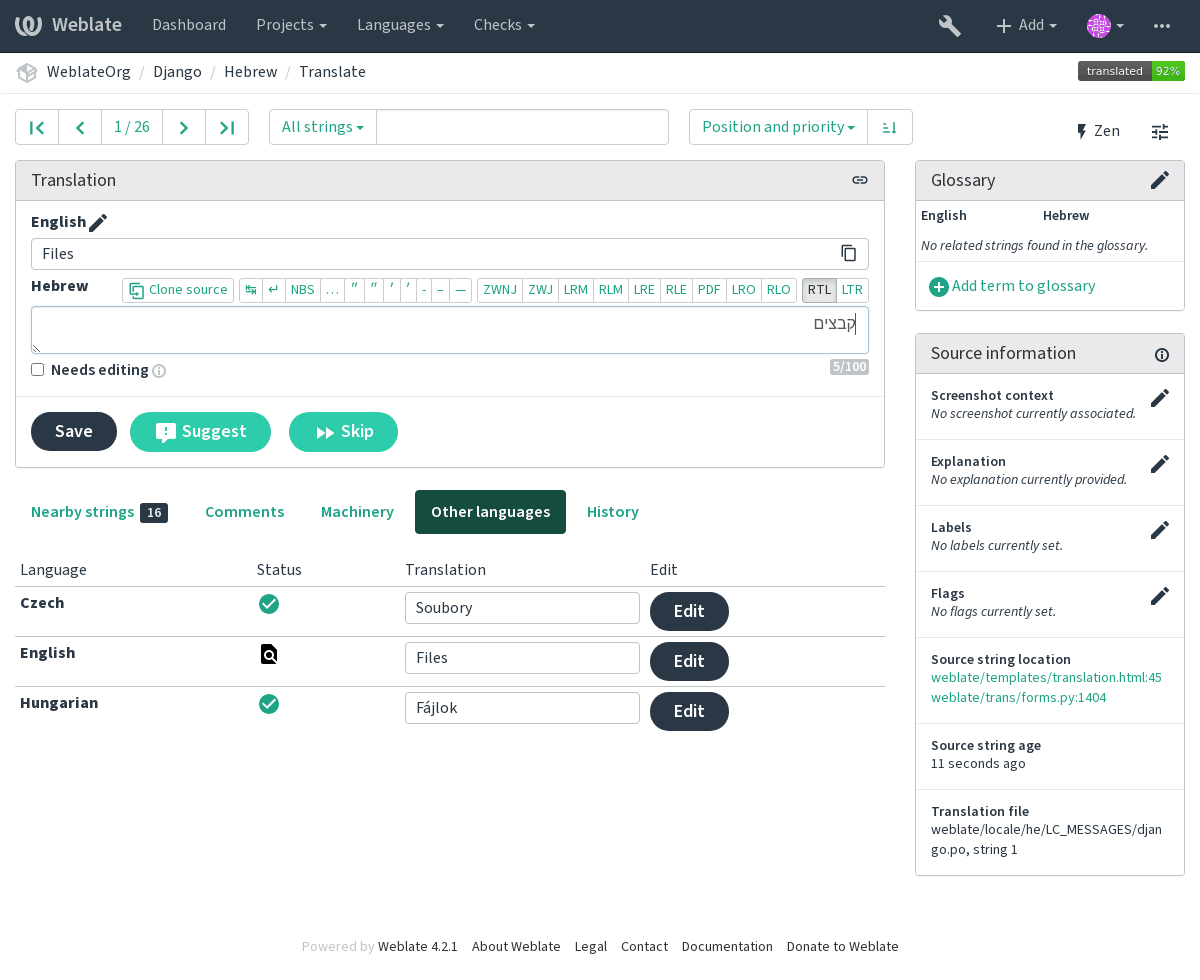 Weblate Dashboard Projects Languages Checks Add
WeblateOrg / Django / Hebrew / Translate translated 92%
1 / 26 All strings Position and priority Zen
Translation
English
Files
Hebrew Clone source ↹ ↵ NBS … ” ” ’ ’ - – — ZWNJ ZWJ LRM RLM LRE RLE PDF LRO RLO RTL LTR
קבצים
Needs editing 5/100
Save Suggest Skip
Nearby strings 16 Comments Machinery Other languages History
Language Status Translation Edit
Czech Soubory Edit
English Files Edit
Hungarian Fájlok Edit
Glossary
English Hebrew
No related strings found in the glossary.
Add term to glossary
Source information
Screenshot context
No screenshot currently associated.
Explanation
No explanation currently provided.
Labels
No labels currently set.
Flags
No flags currently set.
Source string location
weblate/templates/translation.html:45
weblate/trans/forms.py:1404
Source string age
11 seconds ago
Translation file
weblate/locale/he/LC_MESSAGES/djan
go.po, string 1
Powered by Weblate 4.2.1 About Weblate Legal Contact Documentation Donate to Weblate